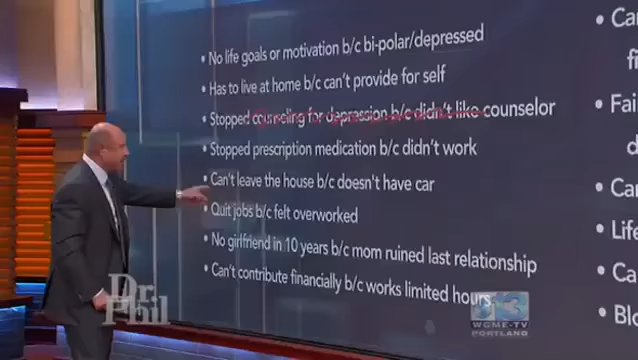 • No life goals or motivation b/c bi-polar/depressed
• Has to live at home b/c can't provide for self
• Stopped counseling for depression b/c didn't like counselor
• Stopped prescription medication b/c didn't work
• Can't leave the house b/c doesn't have car
• Quit jobs b/c felt overworked
• No girlfriend in 10 years b/c mom ruined last relationship
• Can't contribute financially b/c works limited hours
• Ca
fi
• Fai
d
• Ca
• Life
• Ca
• Blo
Dr.
Phil
13
WGME-TV
PORTLAND